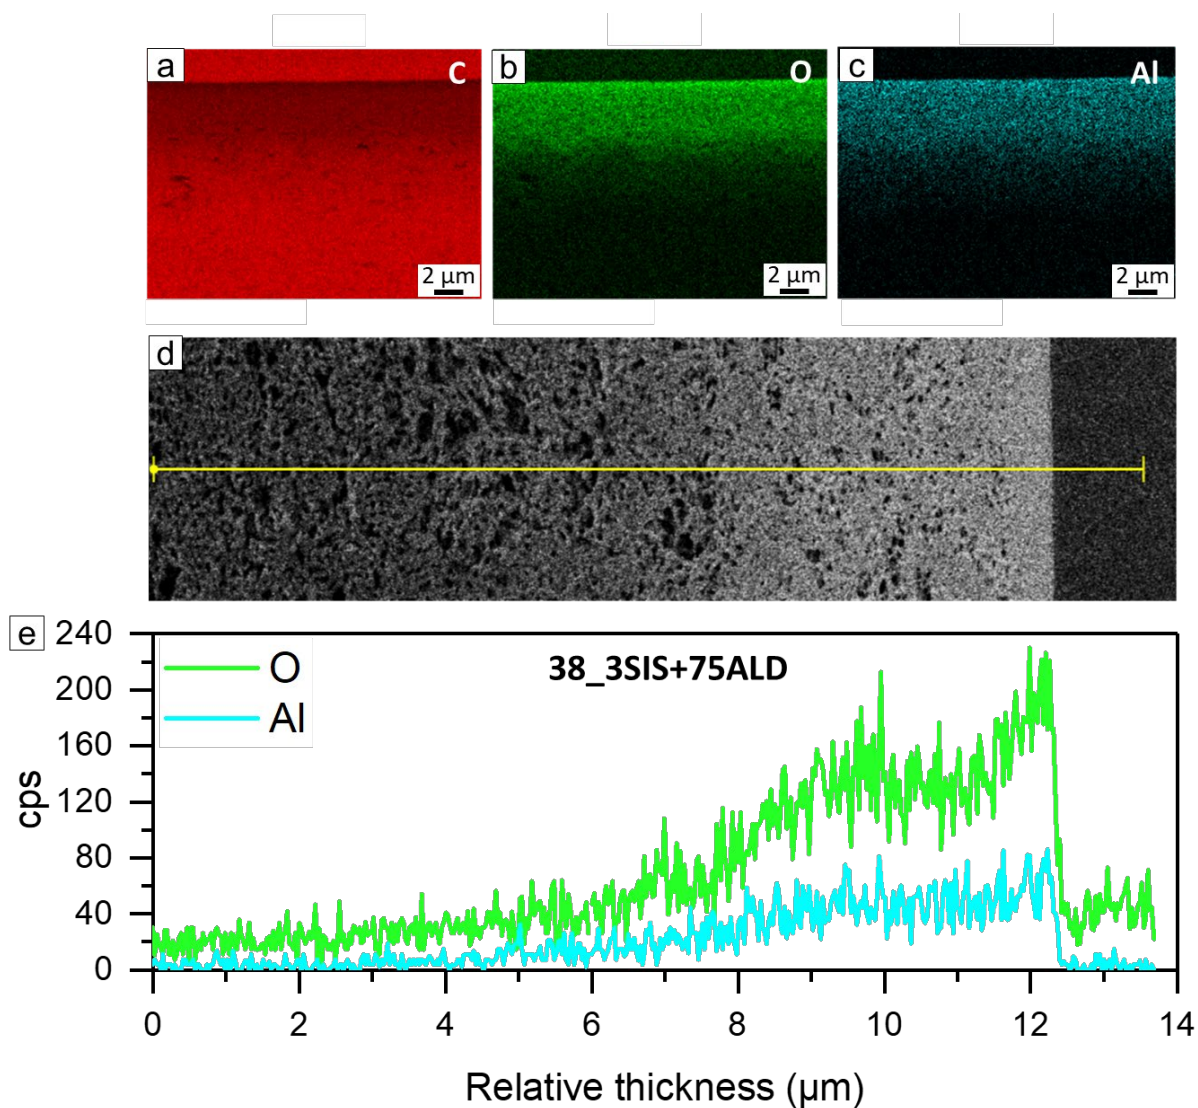 a C b O c Al
2 μm 2 μm 2 μm
d
e
240
200
160
120
80
40
0
cps
O
Al
38_3SIS+75ALD
0 2 4 6 8 10 12 14
Relative thickness (μm)